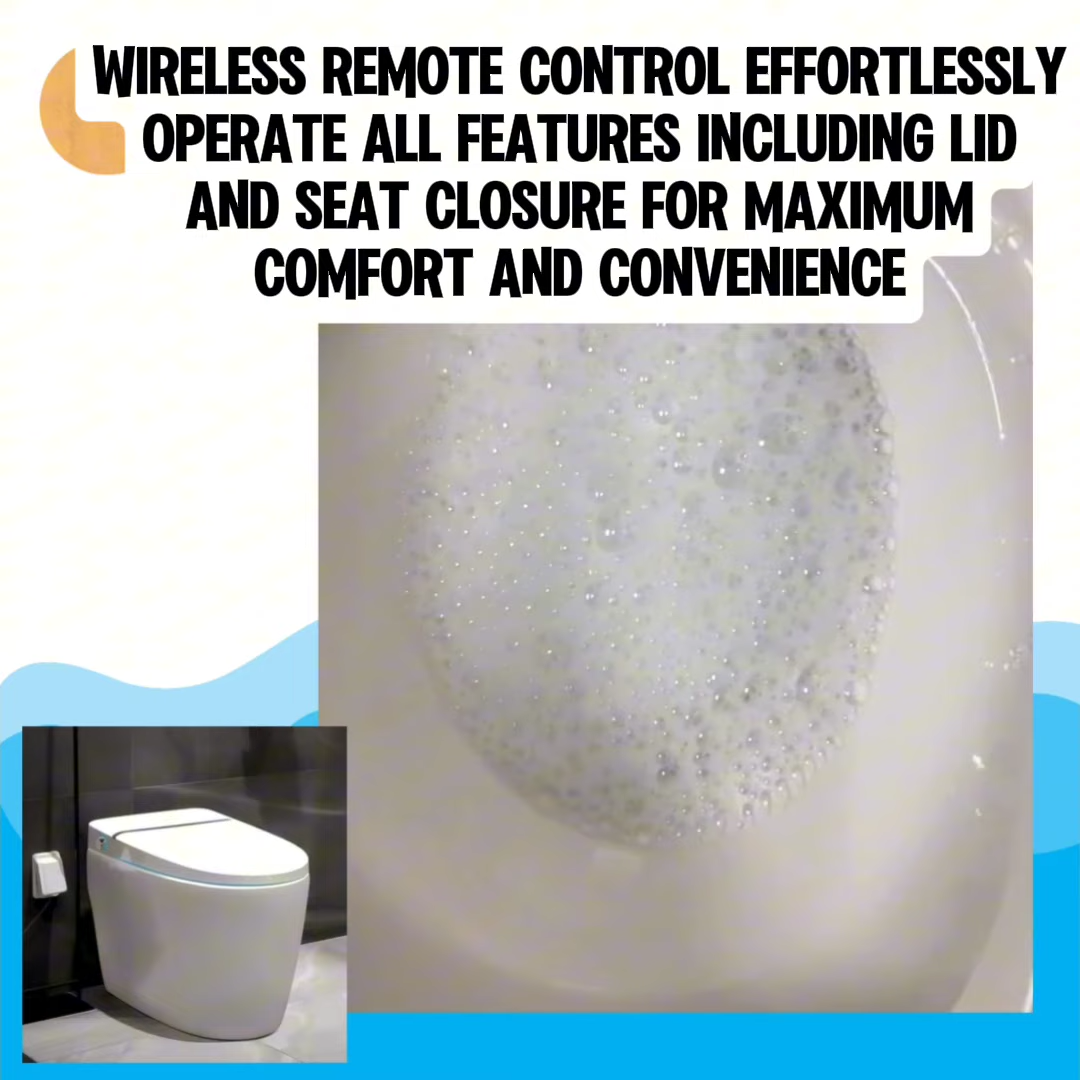 WIRELESS REMOTE CONTROL EFFORTLESSLY
OPERATE ALL FEATURES INCLUDING LID
AND SEAT CLOSURE FOR MAXIMUM
COMFORT AND CONVENIENCE